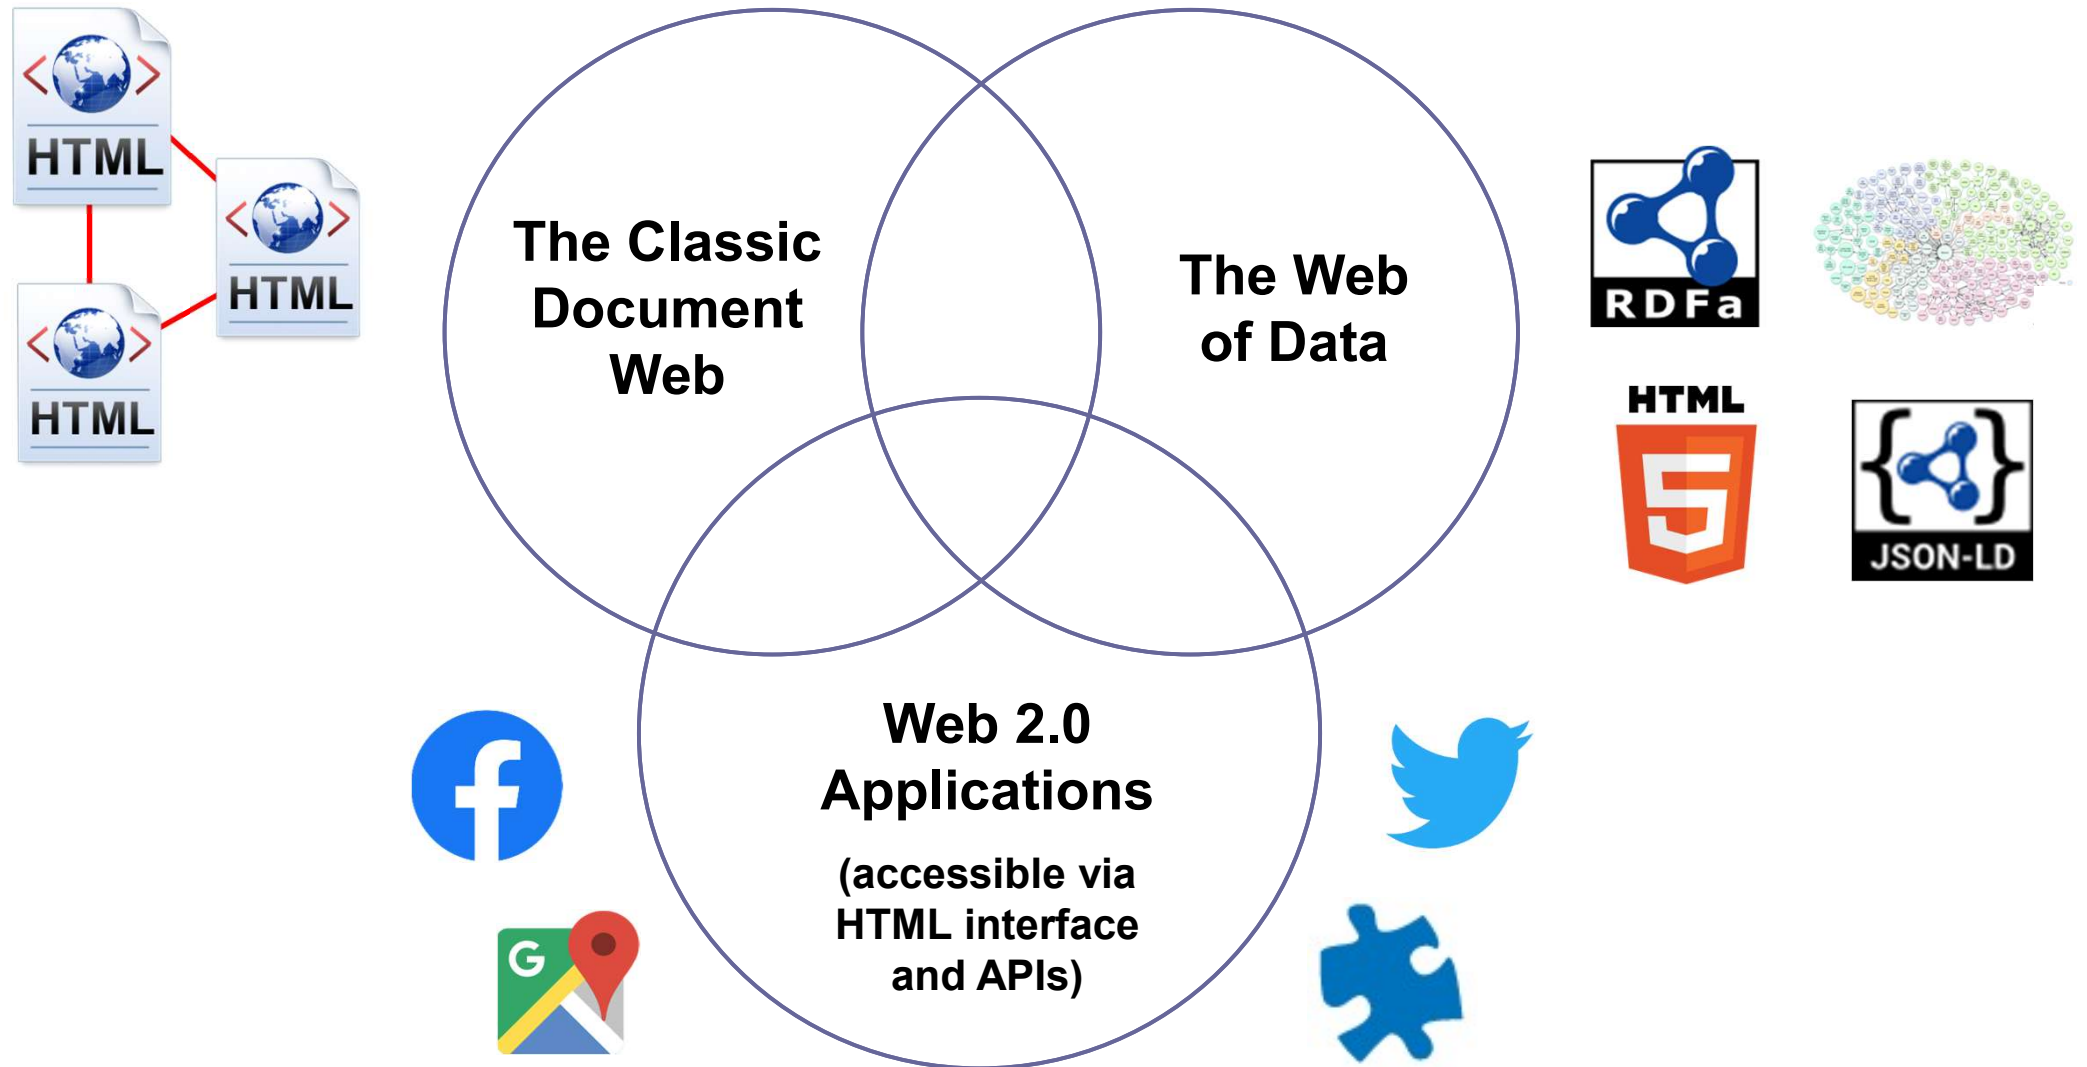 < >
HTML
< >
HTML
< >
HTML
The Classic
Document
Web
The Web
of Data
RDFa
HTML
5
{ }
JSON-LD
Web 2.0
Applications
(accessible via
HTML interface
and APIs)
f
G